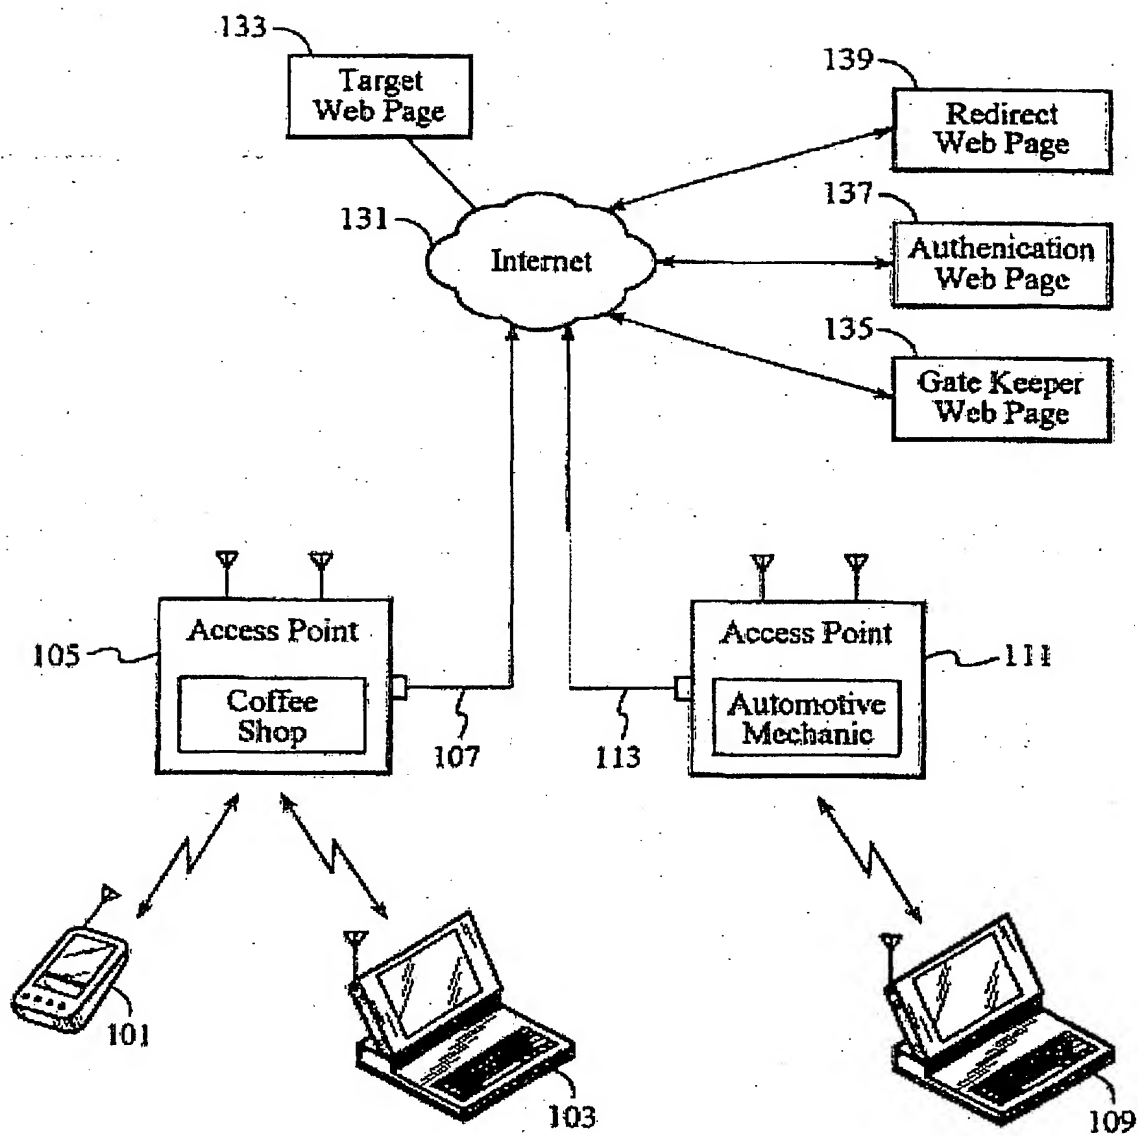 133
Target
Web Page
139
Redirect
Web Page
131
Internet
137
Authenication
Web Page
135
Gate Keeper
Web Page
105
Access Point
Coffee
Shop
107
113
Access Point
Automotive
Mechanic
111
101
103
109